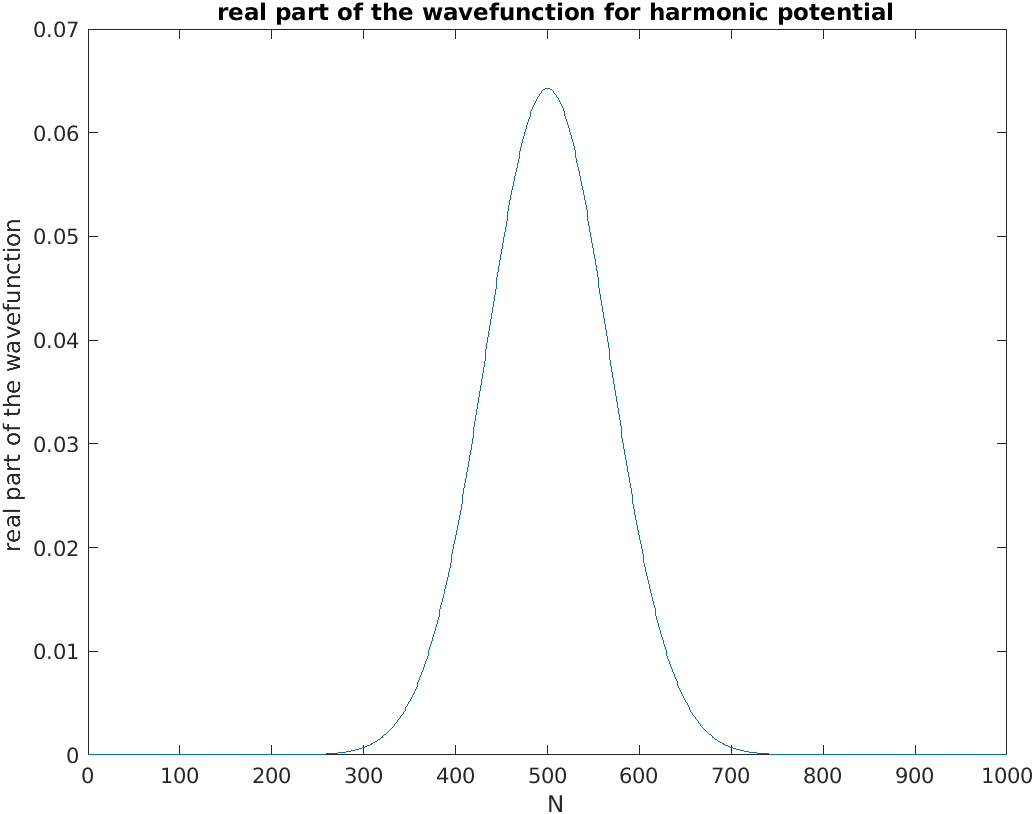 real part of the wavefunction for harmonic potential
0.07
0.06
0.05
0.04
0.03
0.02
0.01
0
real part of the wavefunction
0 100 200 300 400 500 600 700 800 900 1000
N